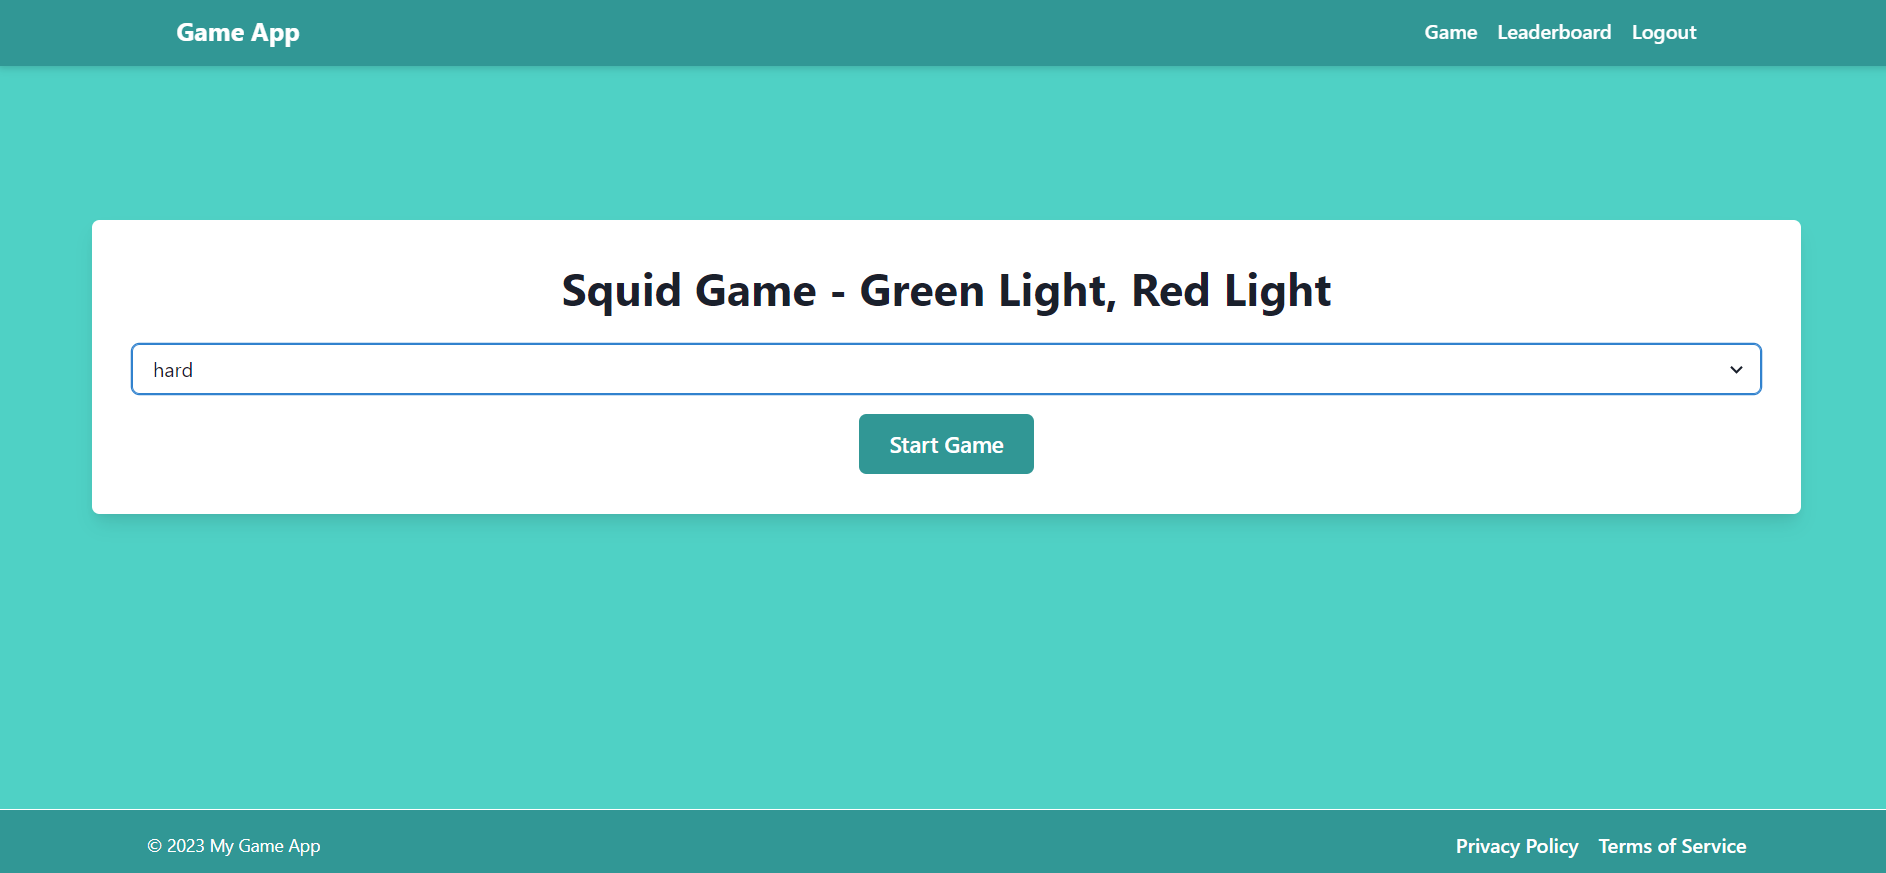 Game App
Game Leaderboard Logout
Squid Game - Green Light, Red Light
hard
Start Game
© 2023 My Game App
Privacy Policy Terms of Service